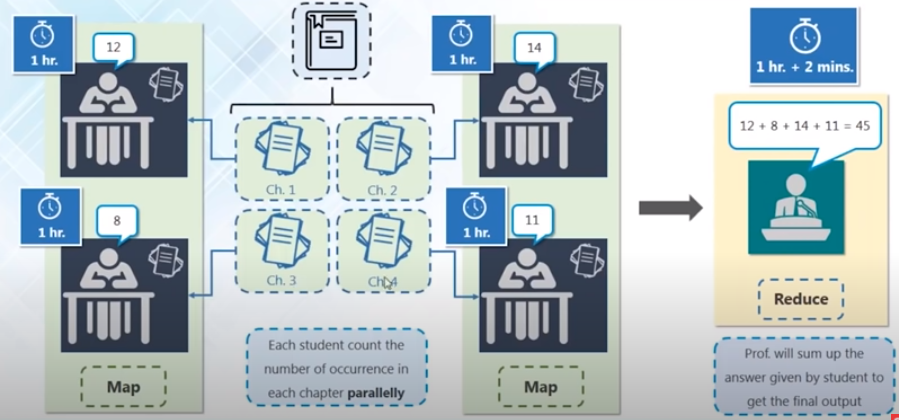 1 hr.
12
Map
1 hr.
8
Ch. 1
Ch. 2
Ch. 3
Ch. 4
Each student count the
number of occurrence in
each chapter parallelly
1 hr.
14
1 hr.
11
Map
1 hr. + 2 mins.
12 + 8 + 14 + 11 = 45
Reduce
Prof. will sum up the
answer given by student to
get the final output